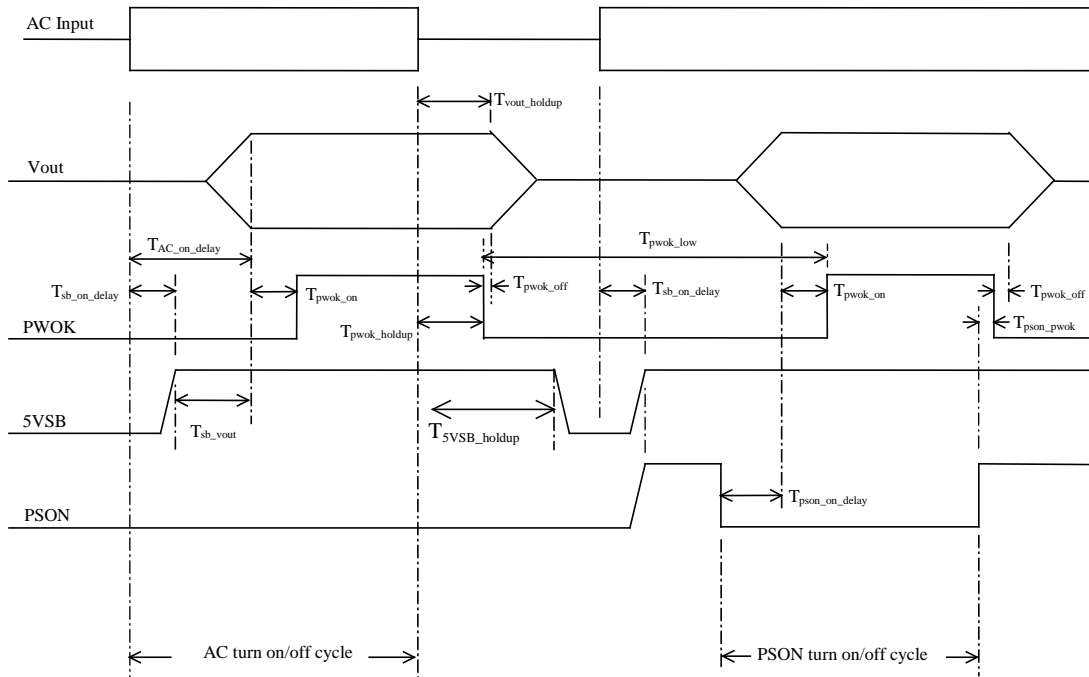 AC Input
Tvout_holdup
Vout
TAC_on_delay
Tpwok_low
Tsb_on_delay
Tpwok_on
Tpwok_off
Tsb_on_delay
Tpwok_on
Tpwok_off
PWOK
Tpwok_holdup
Tpson_pwok
5VSB
Tsb_vout
T5VSB_holdup
Tpson_on_delay
PSON
AC turn on/off cycle
PSON turn on/off cycle